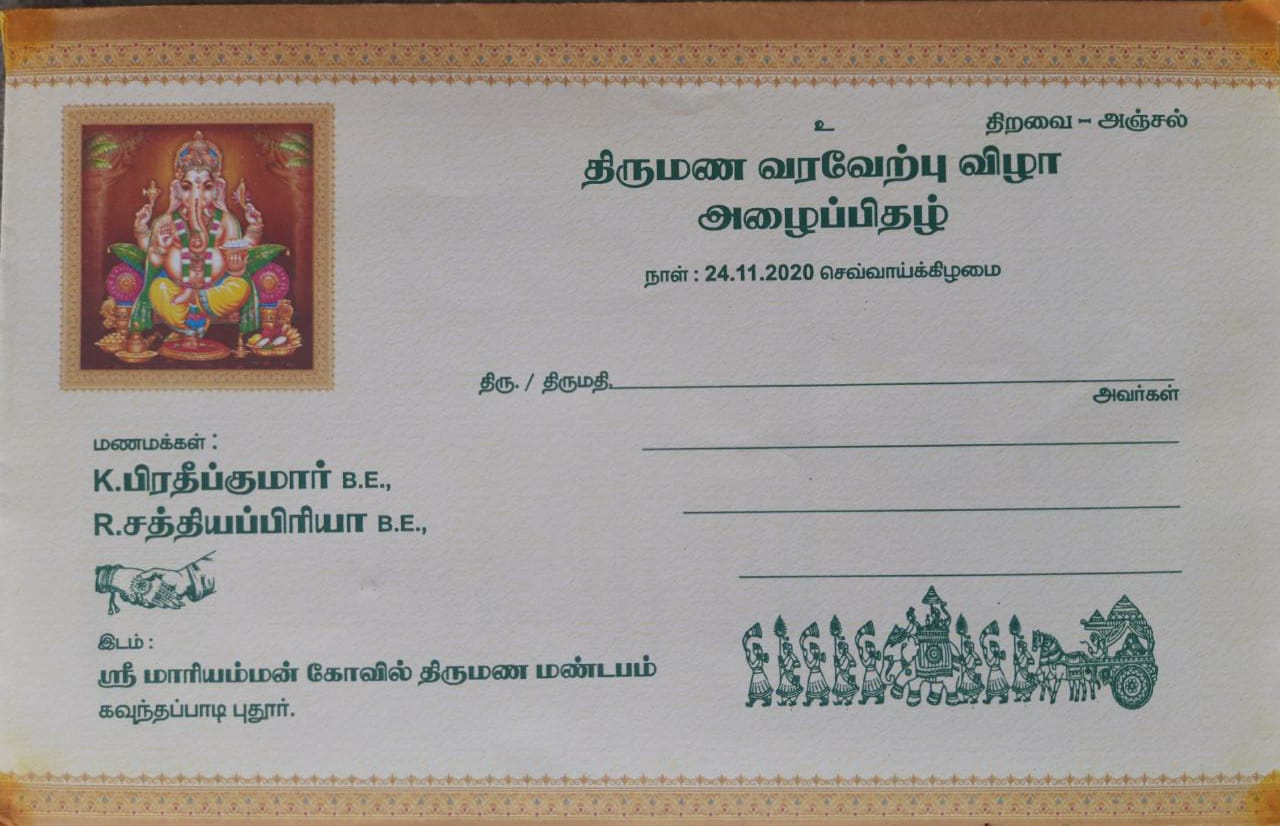 திறவை – அஞ்சல்
உ
திருமண வரவேற்பு விழா
அழைப்பிதழ்
நாள் : 24.11.2020 செவ்வாய்க்கிழமை
திரு. / திருமதி.
அவர்கள்
மணமக்கள் :
K.பிரதீப்குமார் B.E.,
R.சத்தியப்பிரியா B.E.,
இடம் :
ஸ்ரீ மாரியம்மன் கோவில் திருமண மண்டபம்
கவுந்தப்பாடி புதூர்.